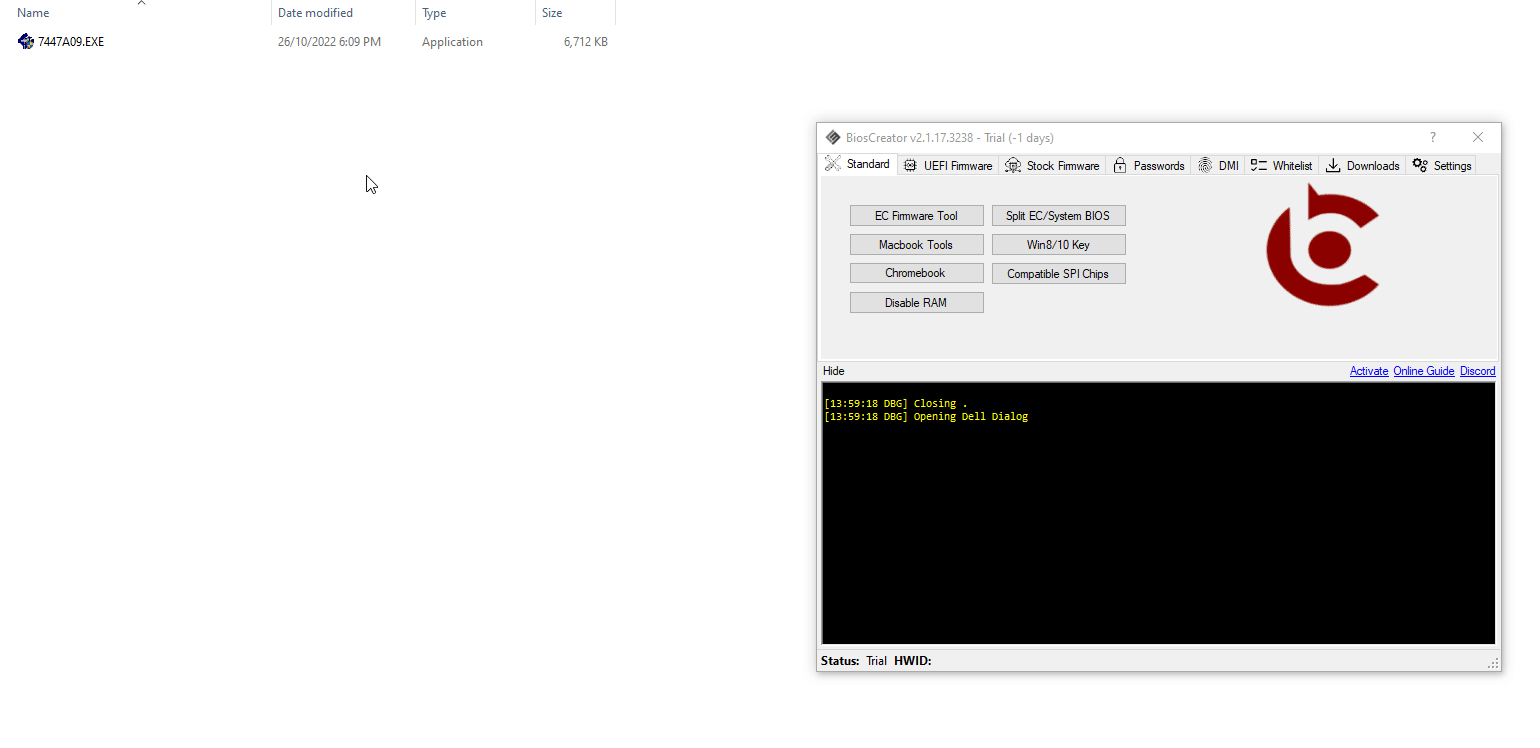 Name Date modified Type Size
7447A09.EXE 26/10/2022 6:09 PM Application 6,712 KB
BiosCreator v2.1.17.3238 - Trial (-1 days) ?
Standard UEFI Firmware Stock Firmware Passwords DMI Whitelist Downloads Settings
EC Firmware Tool Split EC/System BIOS
Macbook Tools Win8/10 Key
Chromebook Compatible SPI Chips
Disable RAM
Hide Activate Online Guide Discord
[13:59:18 DBG] Closing .
[13:59:18 DBG] Opening Dell Dialog
Status: Trial HWID: